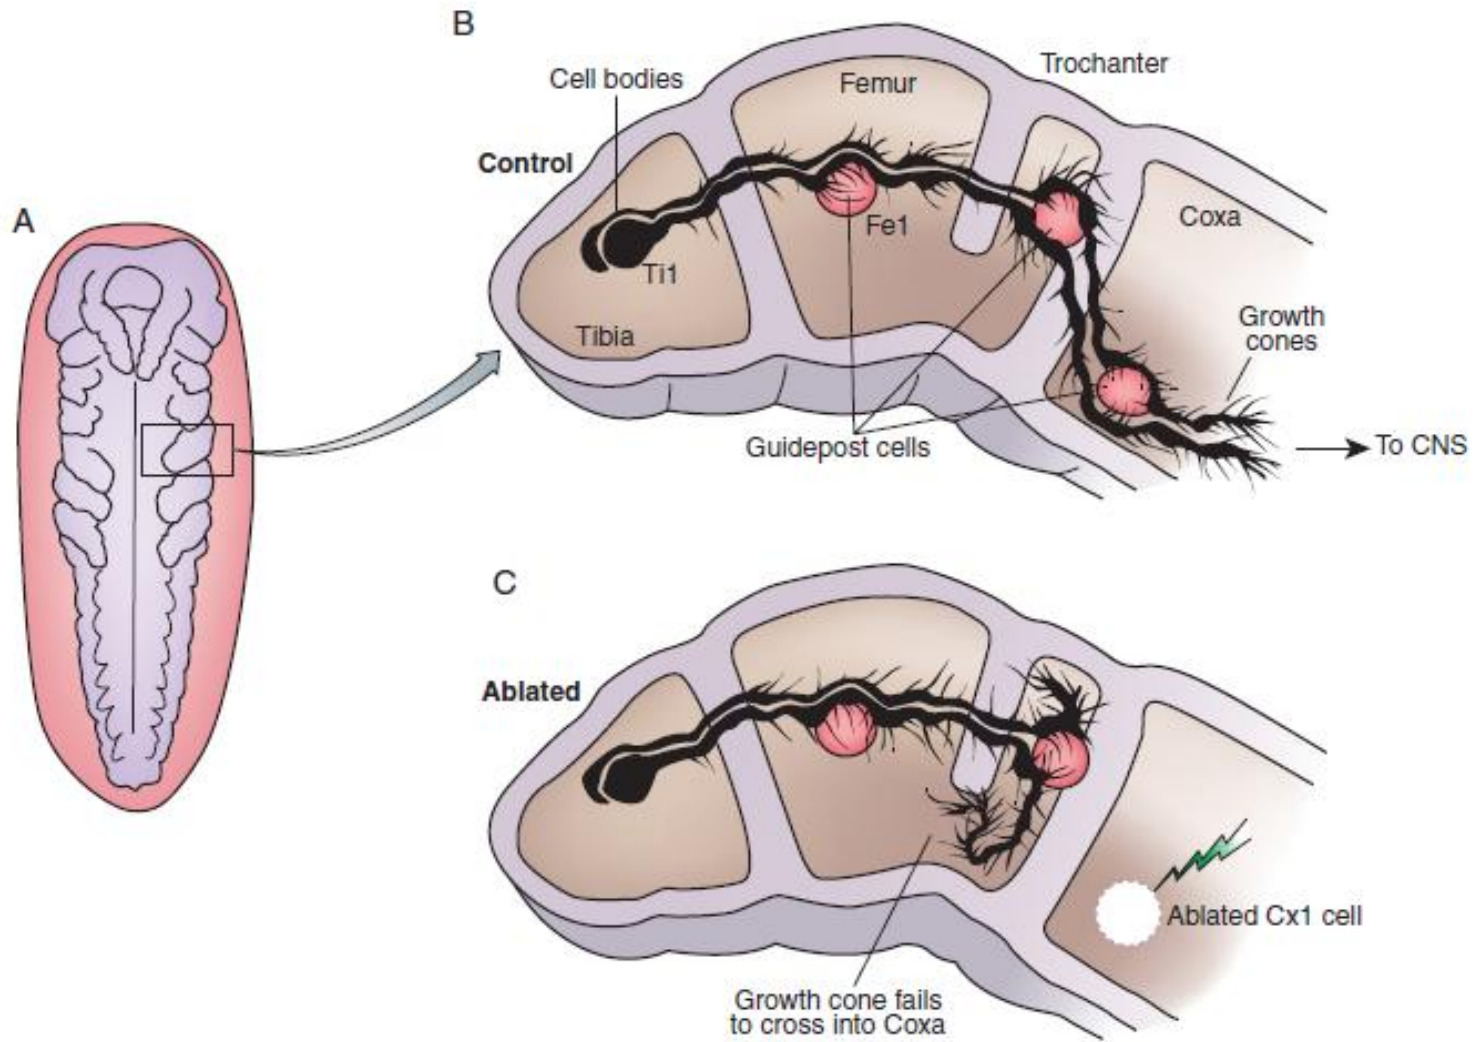 A
B
Cell bodies
Control
Femur
Trochanter
Coxa
Fe1
Ti1
Tibia
Growth
cones
Guidepost cells
To CNS
C
Ablated
Ablated Cx1 cell
Growth cone fails
to cross into Coxa